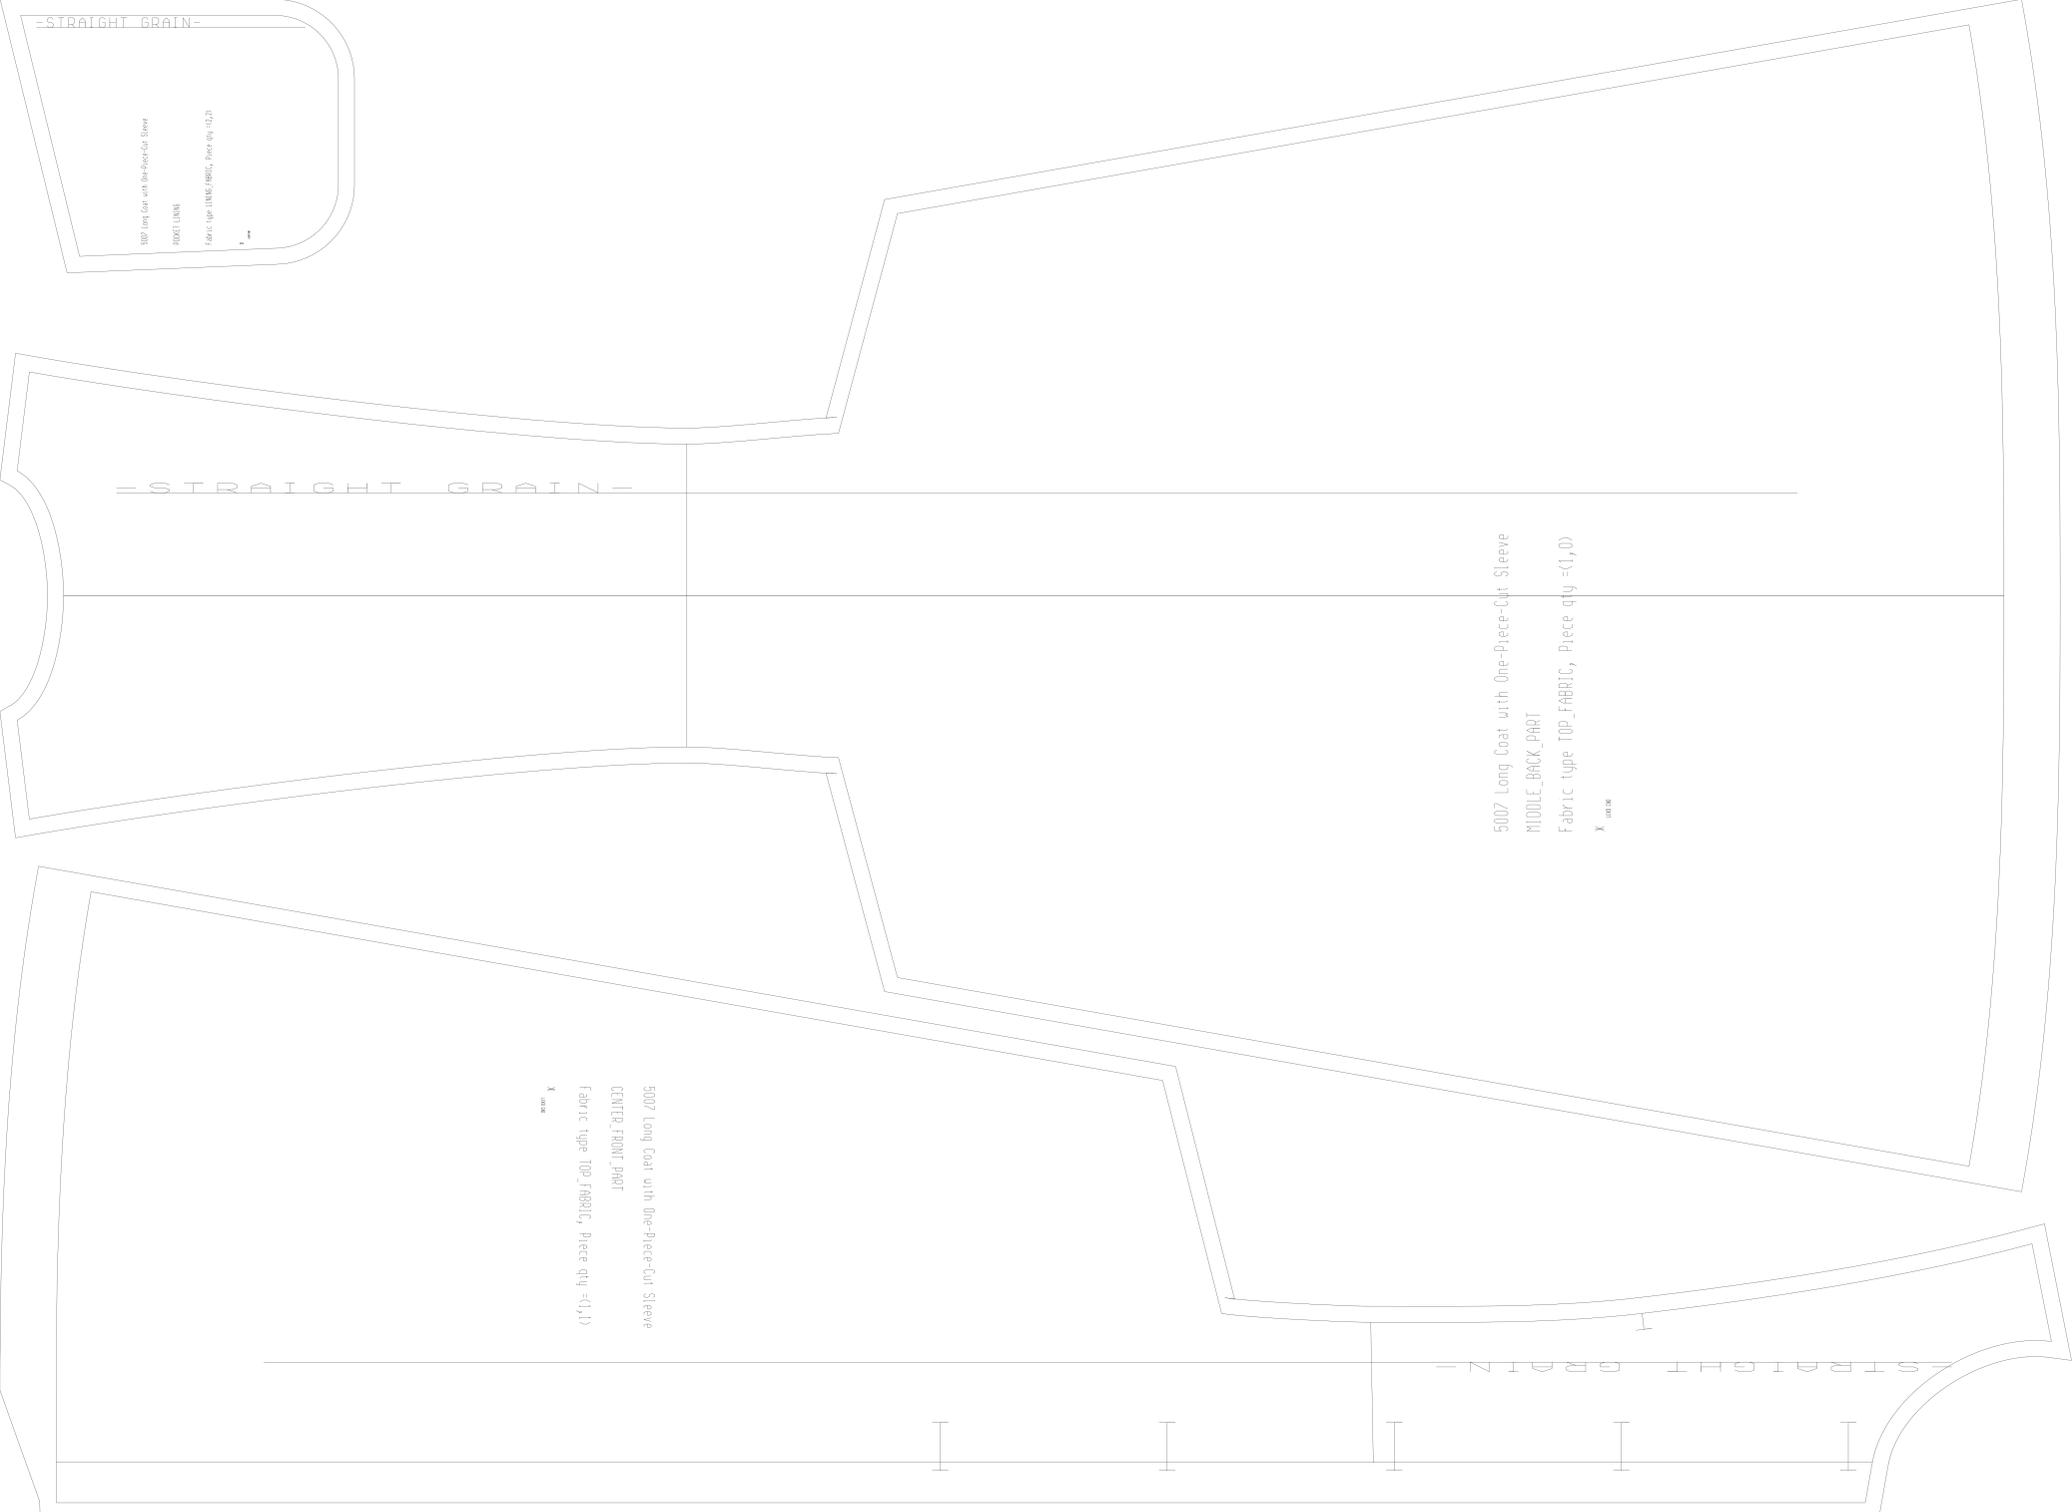 -STRAIGHT GRAIN-
5007 Long Coat with One-Piece-Cut Sleeve
POCKET LINING
Fabric type LINING_FABRIC, Piece qty =(2,2)
-STRAIGHT GRAIN-
5007 Long Coat with One-Piece-Cut Sleeve
MIDDLE_BACK_PART
Fabric type TOP_FABRIC, Piece qty =(1,0)
5007 Long Coat with One-Piece-Cut Sleeve
CENTER_FRONT_PART
Fabric type TOP_FABRIC, Piece qty =(1,1)
-STRAIGHT GRAIN-